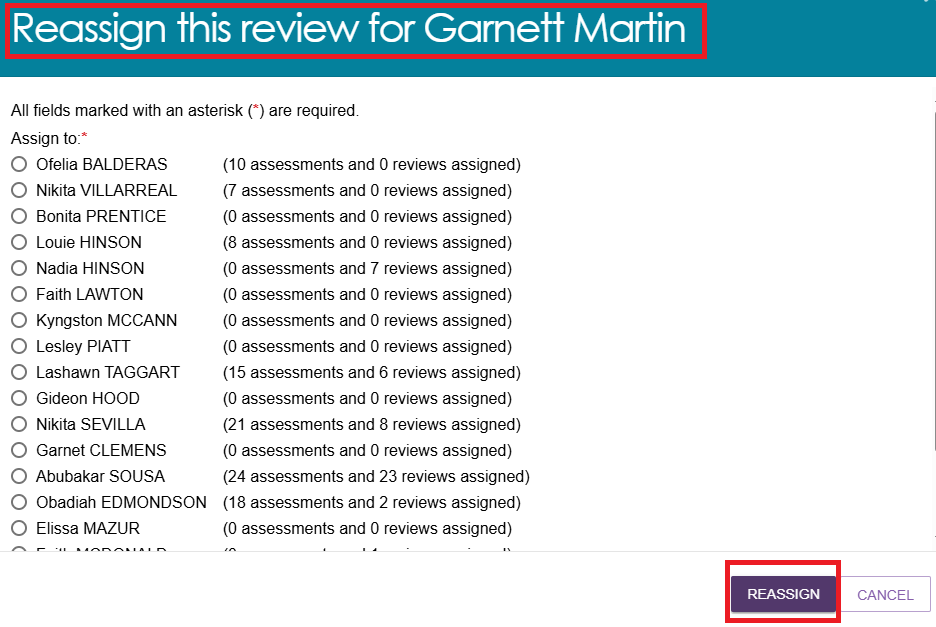 Reassign this review for Garnett Martin
All fields marked with an asterisk (*) are required.
Assign to:*
Ofelia BALDERAS (10 assessments and 0 reviews assigned)
Nikita VILLARREAL (7 assessments and 0 reviews assigned)
Bonita PRENTICE (0 assessments and 0 reviews assigned)
Louie HINSON (8 assessments and 0 reviews assigned)
Nadia HINSON (0 assessments and 7 reviews assigned)
Faith LAWTON (0 assessments and 0 reviews assigned)
Kyngston MCCANN (0 assessments and 0 reviews assigned)
Lesley PIATT (0 assessments and 0 reviews assigned)
Lashawn TAGGART (15 assessments and 6 reviews assigned)
Gideon HOOD (0 assessments and 0 reviews assigned)
Nikita SEVILLA (21 assessments and 8 reviews assigned)
Garnet CLEMENS (0 assessments and 0 reviews assigned)
Abubakar SOUSA (24 assessments and 23 reviews assigned)
Obadiah EDMONDSON (18 assessments and 2 reviews assigned)
Elissa MAZUR (0 assessments and 0 reviews assigned)
REASSIGN CANCEL